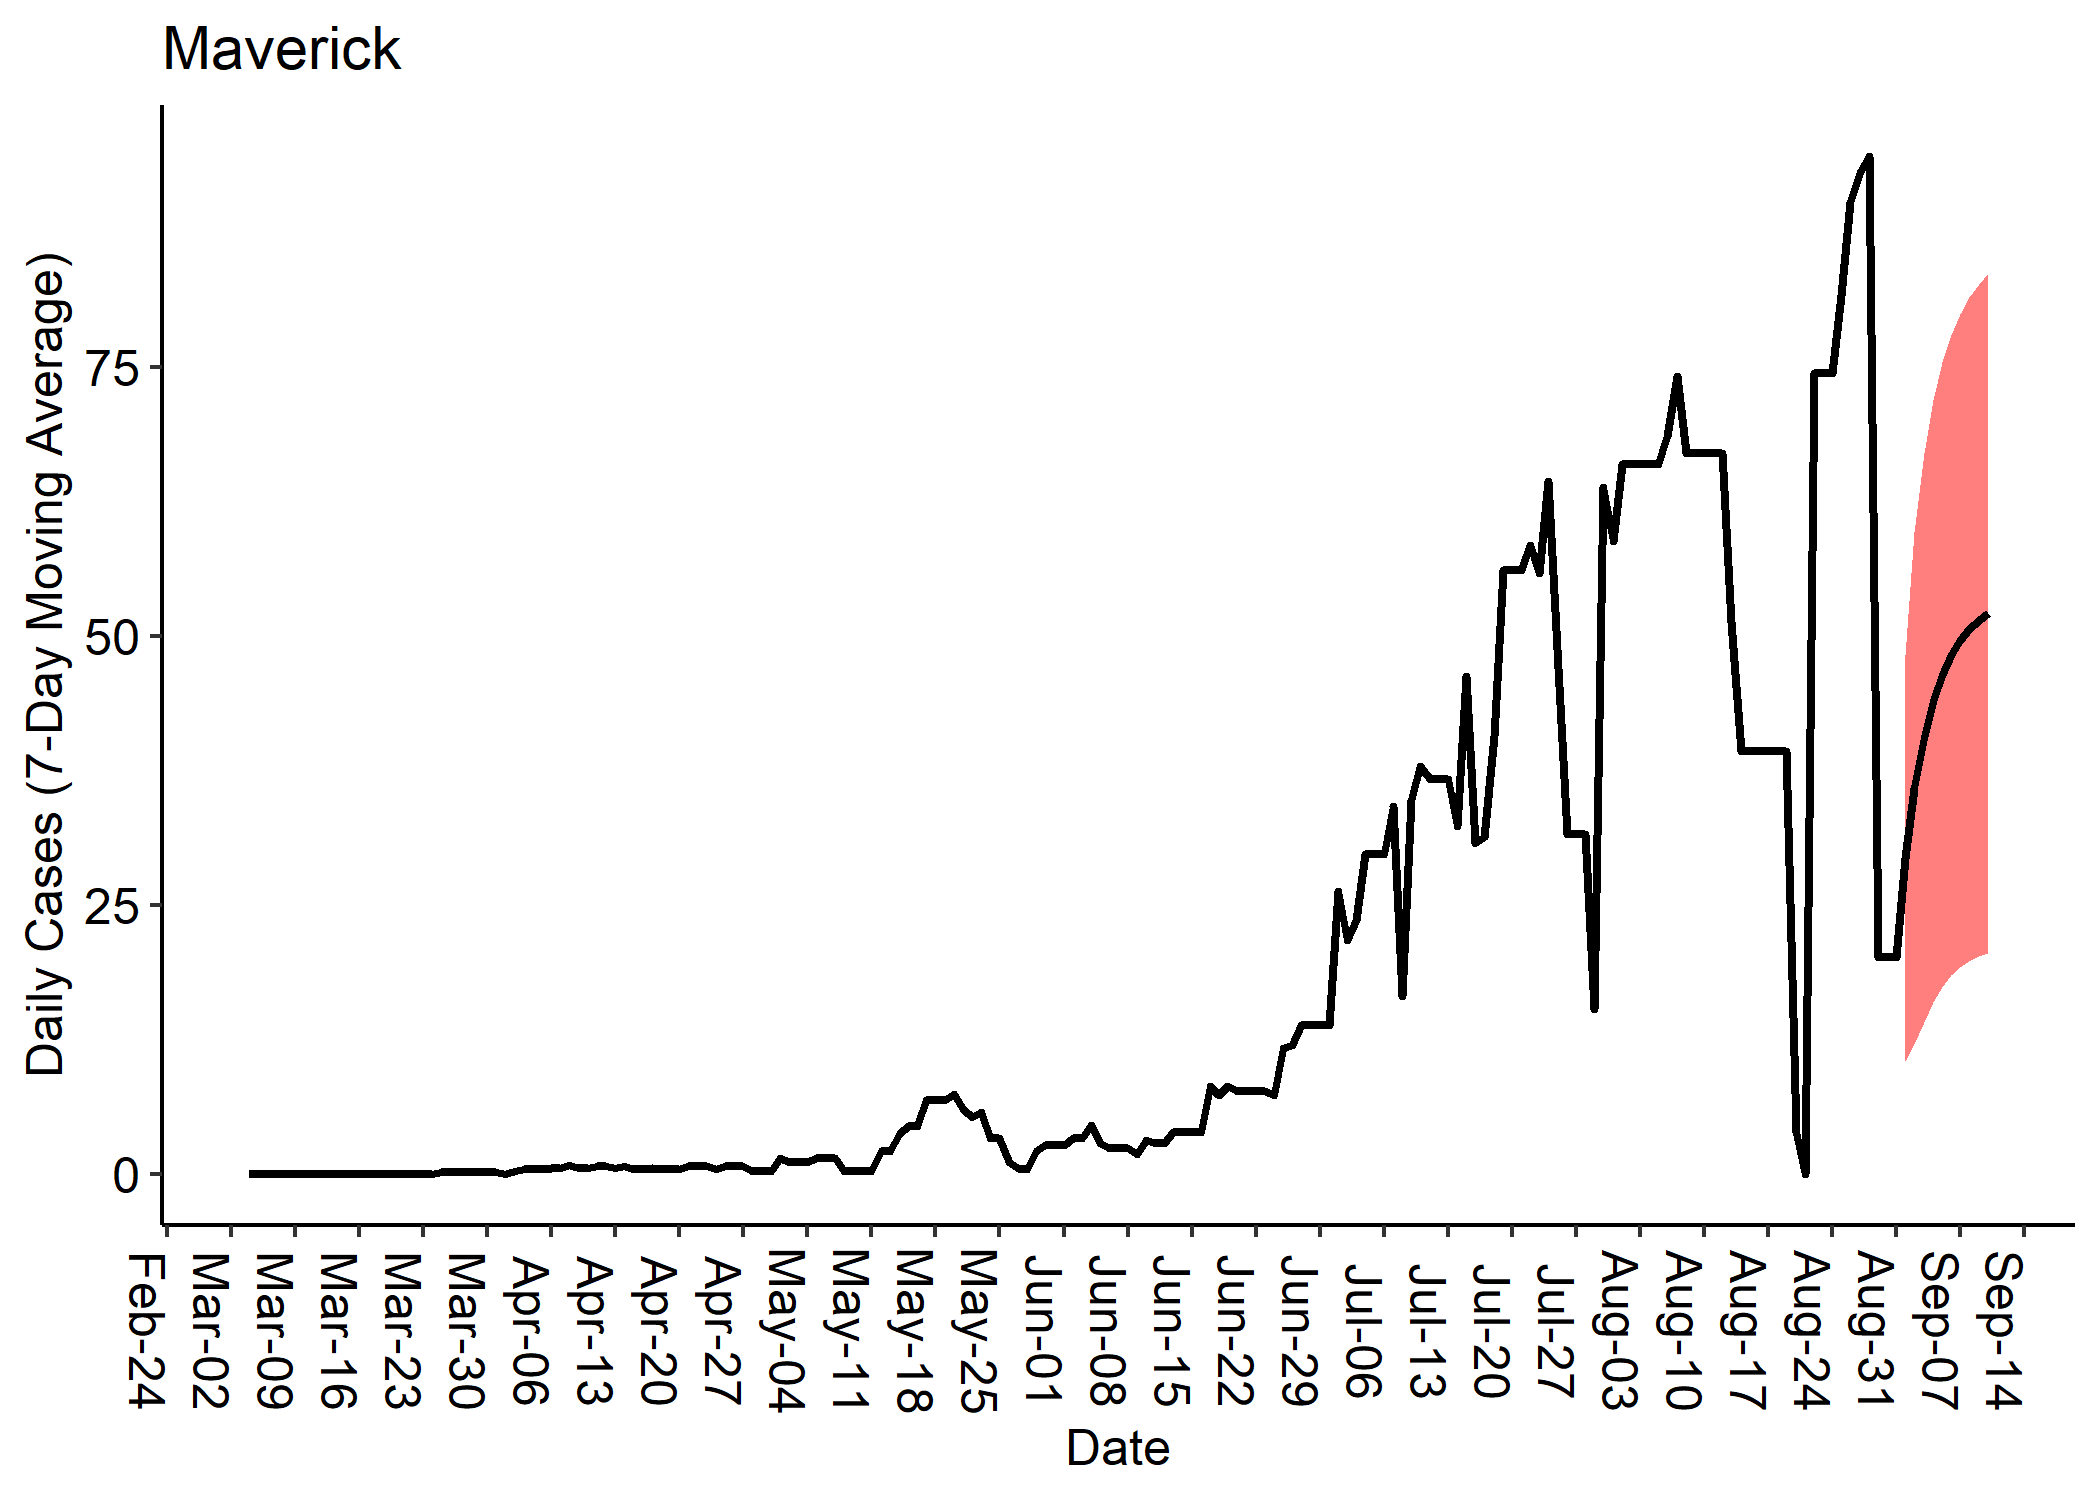 Maverick
Daily Cases (7-Day Moving Average)
75
50
25
0
Feb-24
Mar-02
Mar-09
Mar-16
Mar-23
Mar-30
Apr-06
Apr-13
Apr-20
Apr-27
May-04
May-11
May-18
May-25
Jun-01
Jun-08
Jun-15
Jun-22
Jun-29
Jul-06
Jul-13
Jul-20
Jul-27
Aug-03
Aug-10
Aug-17
Aug-24
Aug-31
Sep-07
Sep-14
Date